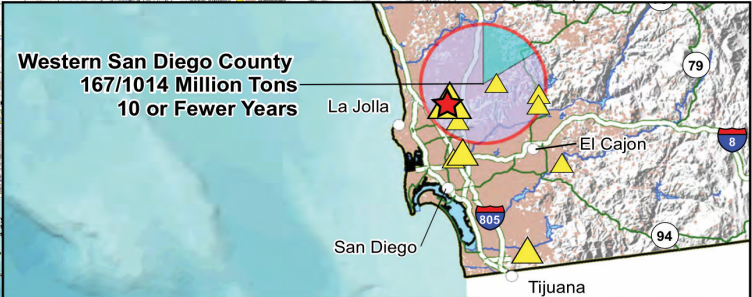 Western San Diego County
167/1014 Million Tons
10 or Fewer Years
79
La Jolla
8
El Cajon
805
94
San Diego
Tijuana